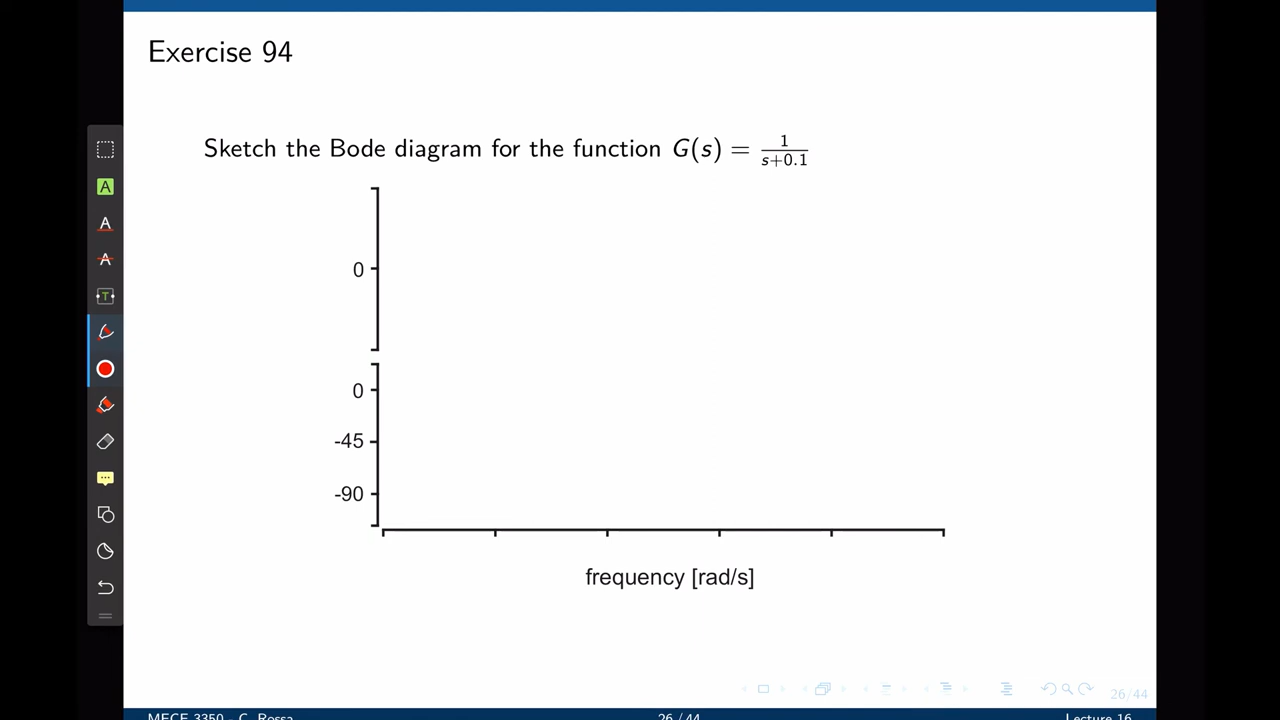 Exercise 94
Sketch the Bode diagram for the function G(s) = 1/(s+0.1)
0
0
-45
-90
frequency [rad/s]
26/44
MECE 3350 - C. Rossa
26 / 44
Lecture 16
A
A
A
T